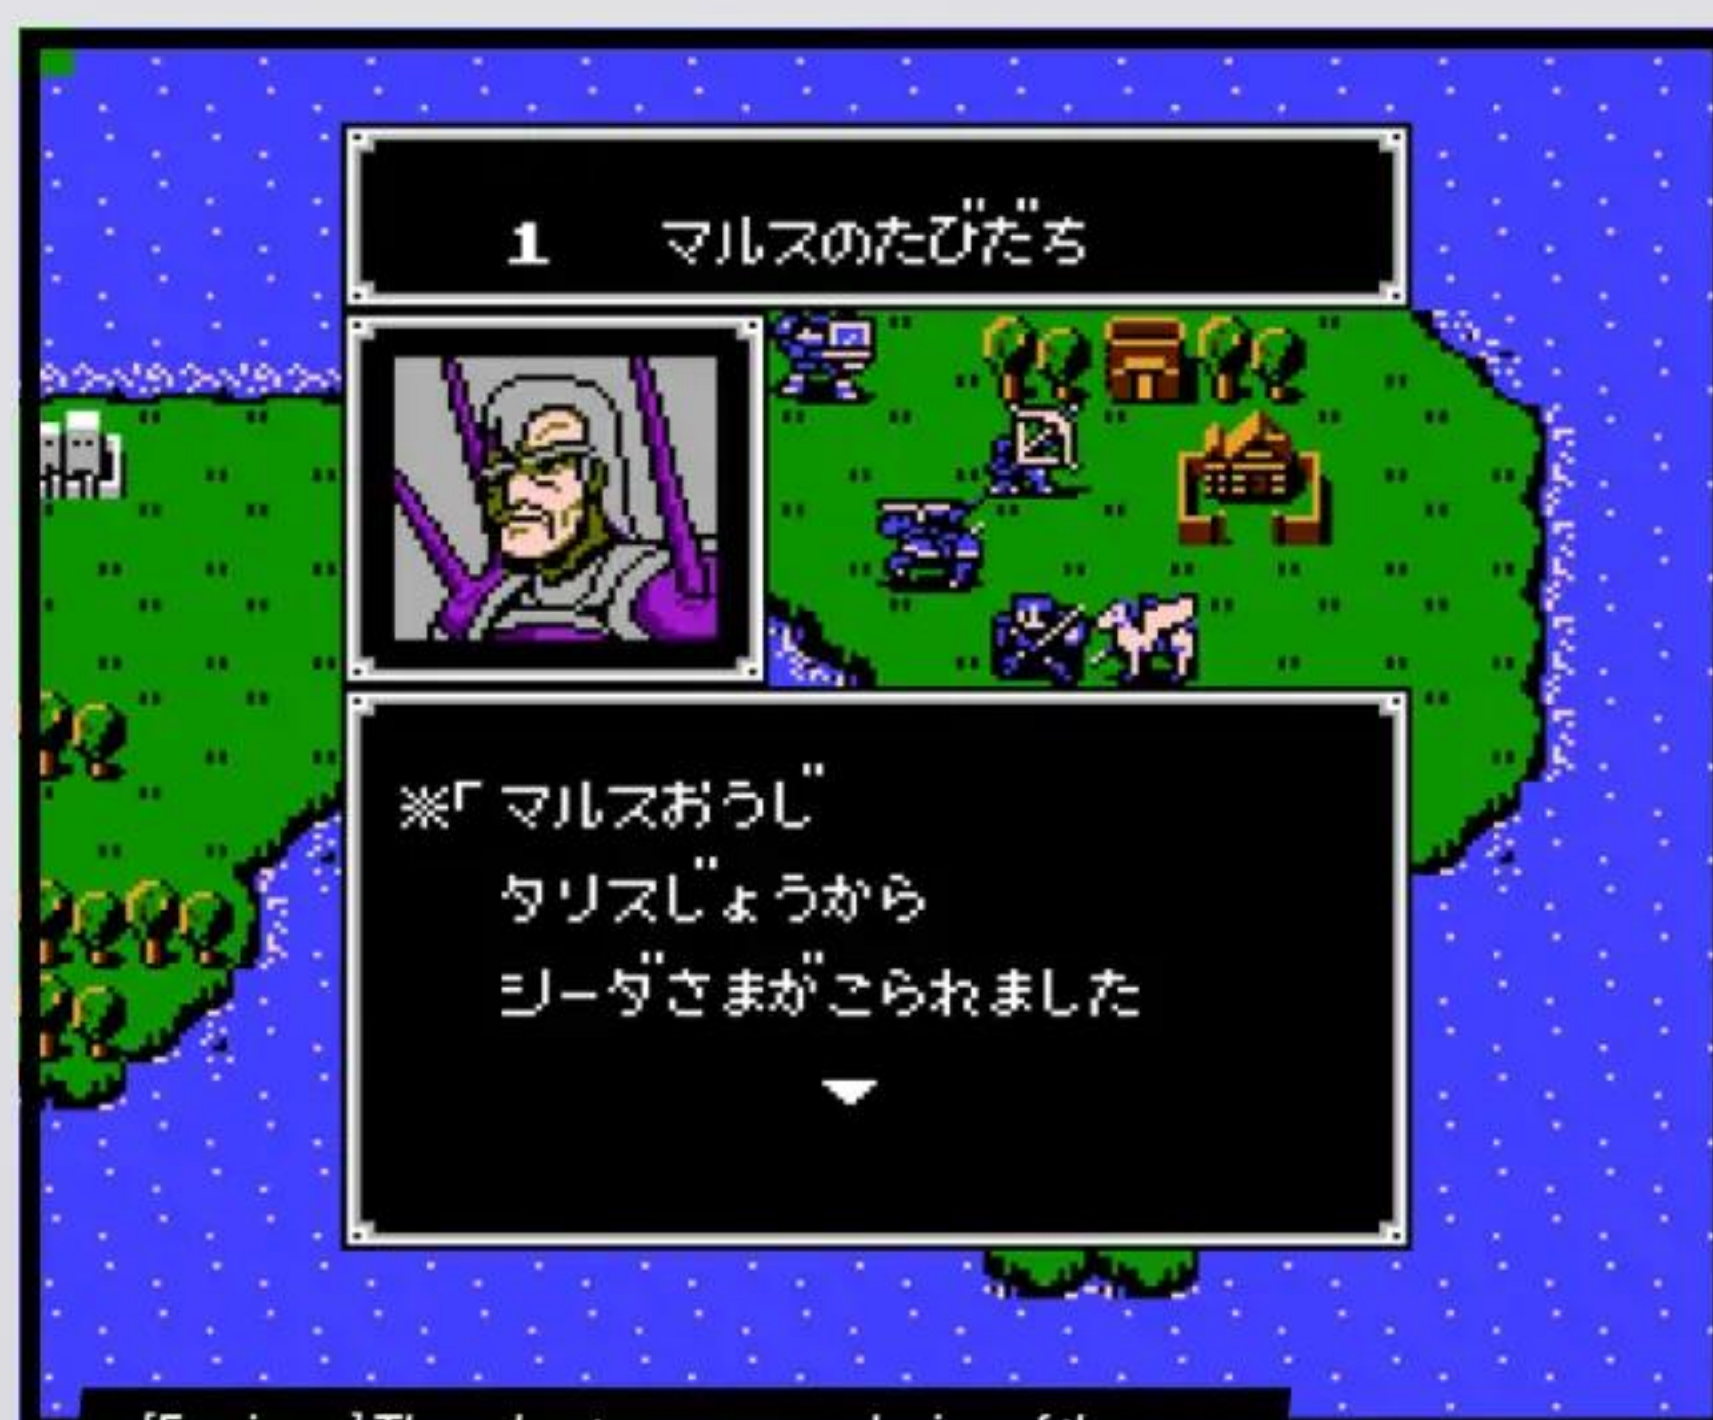 1 マルスのたびだち
※「マルスおうじ
タリスじょうから
シーダさまがこられました